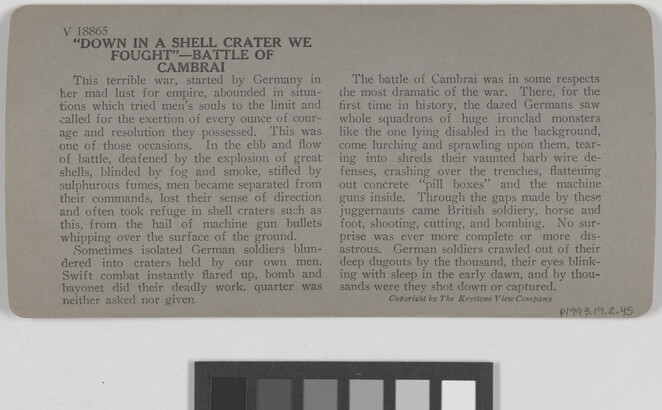 V 18865
"DOWN IN A SHELL CRATER WE
FOUGHT"—BATTLE OF
CAMBRAI
This terrible war, started by Germany in
her mad lust for empire, abounded in situa-
tions which tried men's souls to the limit and
called for the exertion of every ounce of cour-
age and resolution they possessed. This was
one of those occasions. In the ebb and flow
of battle, deafened by the explosion of great
shells, blinded by fog and smoke, stifled by
sulphurous fumes, men became separated from
their commands, lost their sense of direction
and often took refuge in shell craters such as
this, from the hail of machine gun bullets
whipping over the surface of the ground.
Sometimes isolated German soldiers blun-
dered into craters held by our own men.
Swift combat instantly flared up, bomb and
bayonet did their deadly work, quarter was
neither asked nor given
The battle of Cambrai was in some respects
the most dramatic of the war. There, for the
first time in history, the dazed Germans saw
whole squadrons of huge ironclad monsters
like the one lying disabled in the background,
come lurching and sprawling upon them, tear-
ing into shreds their vaunted barb wire de-
fenses, crashing over the trenches, flattening
out concrete "pill boxes" and the machine
guns inside. Through the gaps made by these
juggernauts came British soldiery, horse and
foot, shooting, cutting, and bombing. No sur-
prise was ever more complete or more dis-
astrous. German soldiers crawled out of their
deep dugouts by the thousand, their eyes blink-
ing with sleep in the early dawn, and by thou-
sands were they shot down or captured.
Copyright by The Keystone View Company
P1993.17.2.45